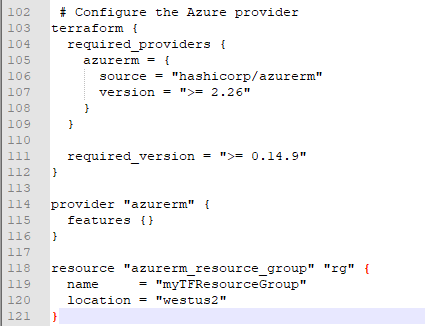 102 # Configure the Azure provider
103 terraform {
104   required_providers {
105     azurerm = {
106       source = "hashicorp/azurerm"
107       version = ">= 2.26"
108     }
109   }
110
111   required_version = ">= 0.14.9"
112 }
113
114 provider "azurerm" {
115   features {}
116 }
117
118 resource "azurerm_resource_group" "rg" {
119   name     = "myTFResourceGroup"
120   location = "westus2"
121 }